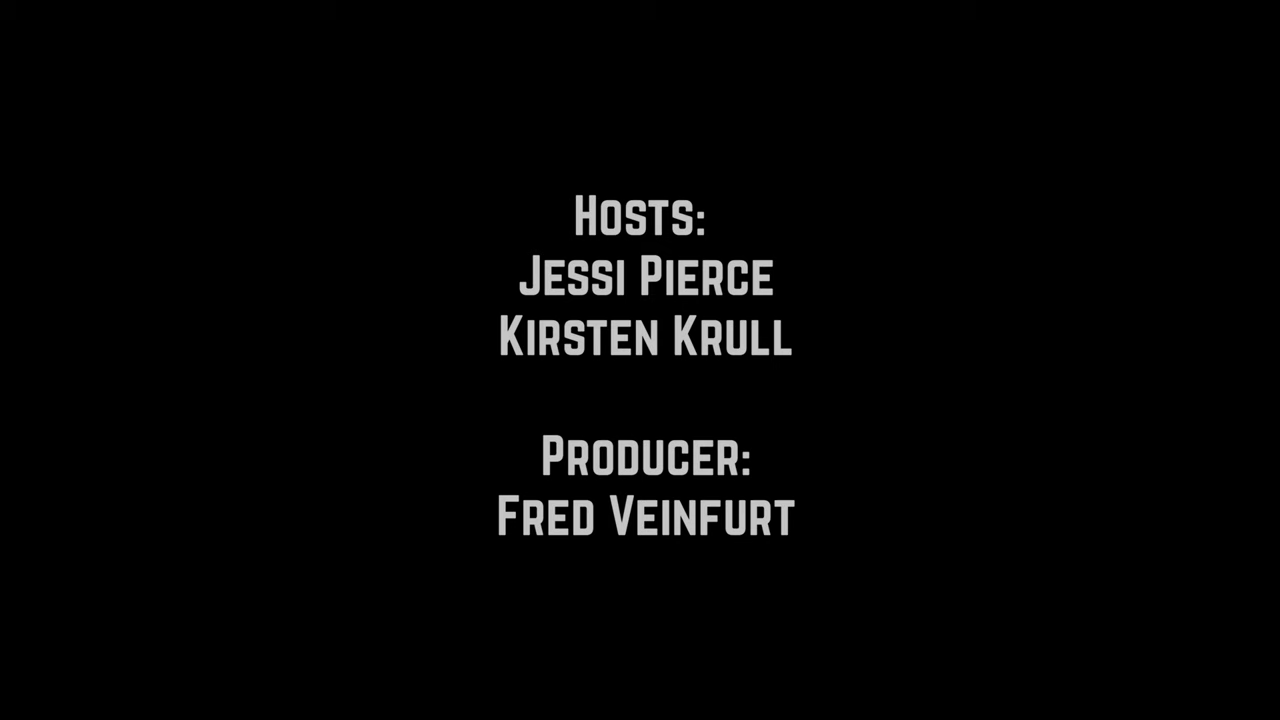 Hosts:
Jessi Pierce
Kirsten Krull
Producer:
Fred Veinfurt